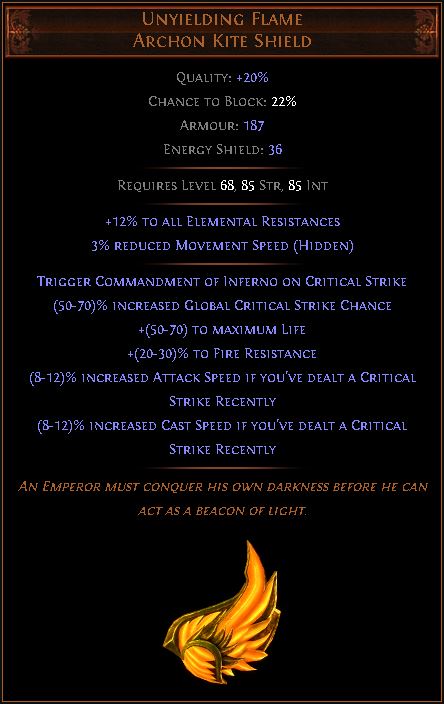 Unyielding Flame
Archon Kite Shield
Quality: +20%
Chance to Block: 22%
Armour: 187
Energy Shield: 36
Requires Level 68, 85 Str, 85 Int
+12% to all Elemental Resistances
3% reduced Movement Speed (Hidden)
Trigger Commandment of Inferno on Critical Strike
(50-70)% increased Global Critical Strike Chance
+(50-70) to maximum Life
+(20-30)% to Fire Resistance
(8-12)% increased Attack Speed if you've dealt a Critical
Strike Recently
(8-12)% increased Cast Speed if you've dealt a Critical
Strike Recently
An Emperor must conquer his own darkness before he can
act as a beacon of light.